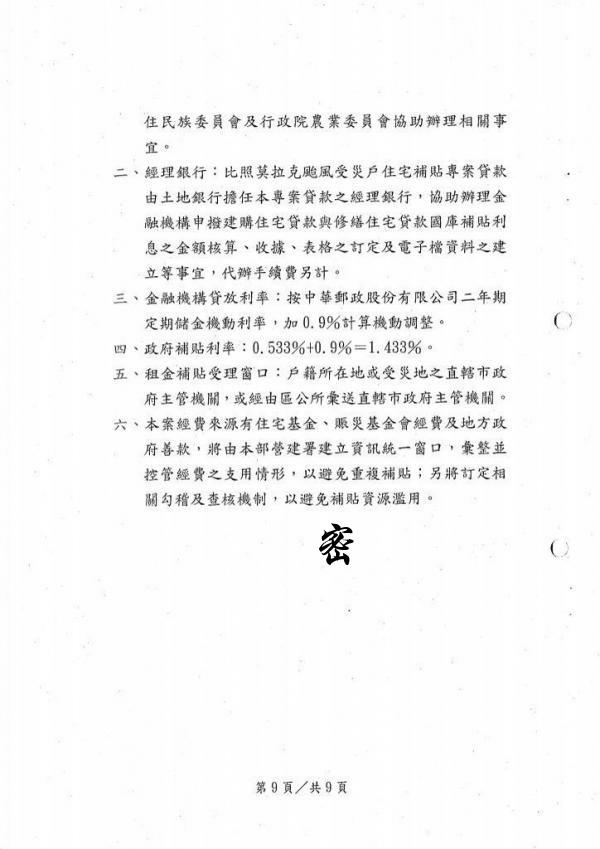 住民族委員會及行政院農業委員會協助辦理相關事
宜。
二、經理銀行：比照莫拉克颱風受災戶住宅補貼專案貸款
由土地銀行擔任本專案貸款之經理銀行，協助辦理金
融機構申撥建購住宅貸款與修繕住宅貸款國庫補貼利
息之金額核算、收據、表格之訂定及電子檔資料之建
立等事宜，代辦手續費另計。
三、金融機構貸放利率：按中華郵政股份有限公司二年期
定期儲金機動利率，加0.9%計算機動調整。
四、政府補貼利率：0.533%+0.9%＝1.433%。
五、租金補貼受理窗口：戶籍所在地或受災地之直轄市政
府主管機關，或經由區公所彙送直轄市政府主管機關。
六、本案經費來源有住宅基金、賑災基金會經費及地方政
府善款，將由本部營建署建立資訊統一窗口，彙整並
控管經費之支用情形，以避免重複補貼；另將訂定相
關勾稽及查核機制，以避免補貼資源濫用。
密
第9頁／共9頁